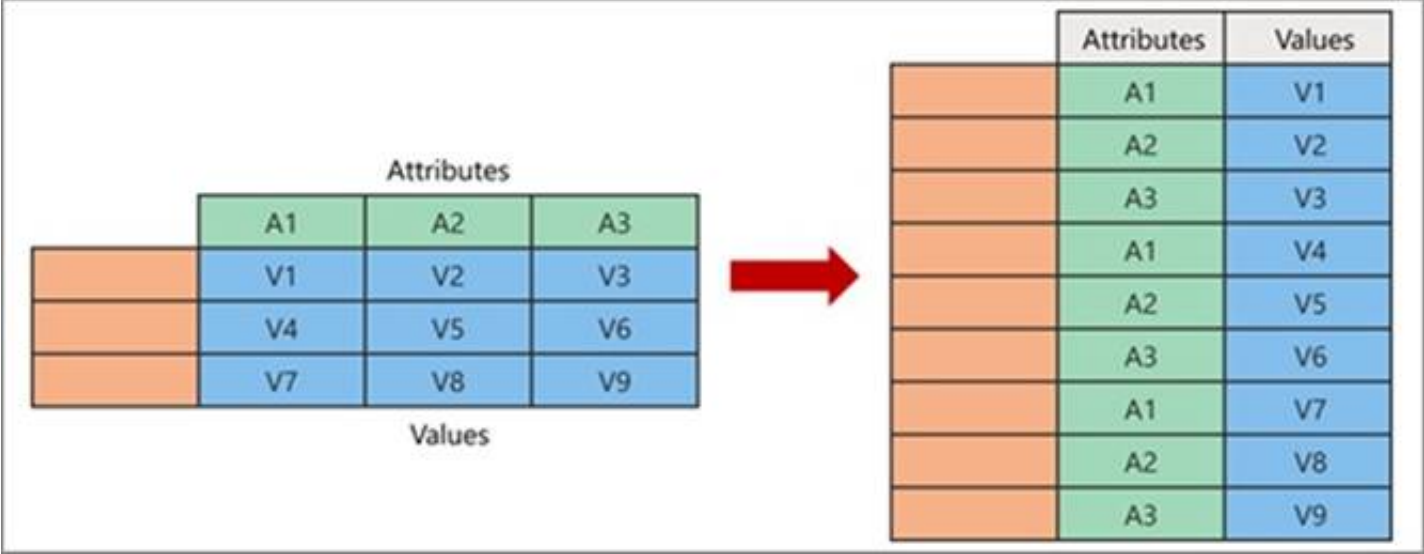 Attributes
A1 A2 A3
V1 V2 V3
V4 V5 V6
V7 V8 V9
Values
Attributes Values
A1 V1
A2 V2
A3 V3
A1 V4
A2 V5
A3 V6
A1 V7
A2 V8
A3 V9